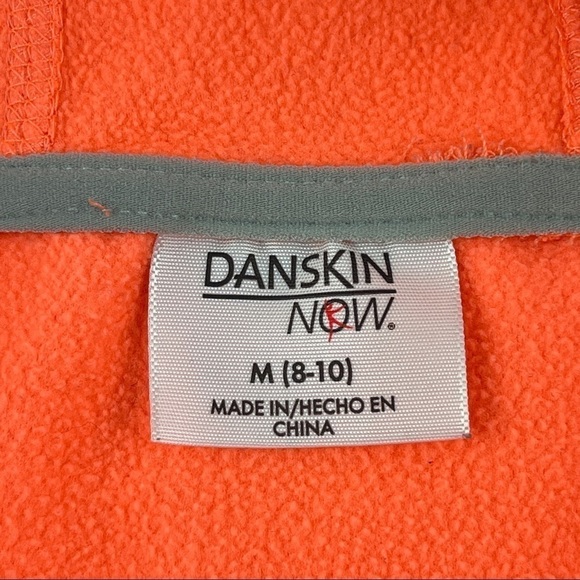 DANSKIN
NOW®
M (8-10)
MADE IN/HECHO EN
CHINA